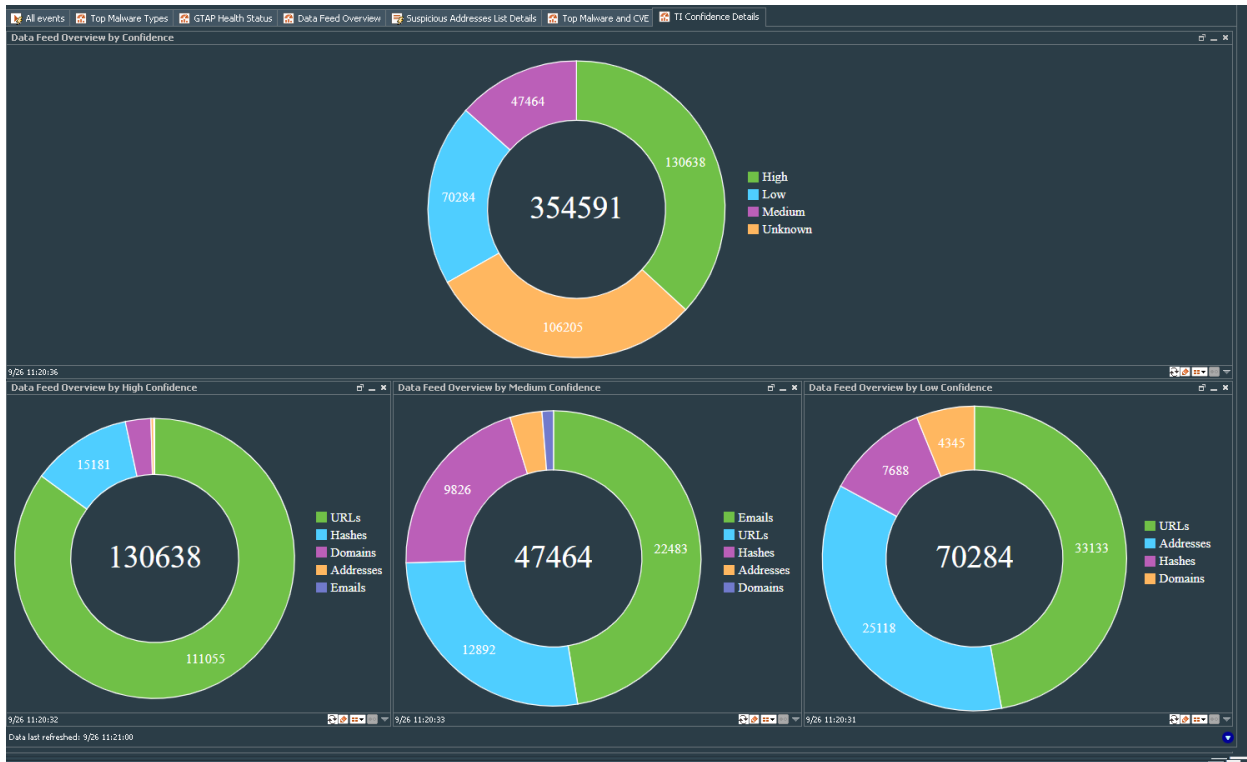 All events Top Malware Types GTAP Health Status Data Feed Overview Suspicious Addresses List Details Top Malware and CVE TI Confidence Details
Data Feed Overview by Confidence
47464
130638
70284
354591
106205
High
Low
Medium
Unknown
9/26 11:20:36
Data Feed Overview by High Confidence
15181
130638
111055
URLs
Hashes
Domains
Addresses
Emails
9/26 11:20:32
Data Feed Overview by Medium Confidence
9826
22483
47464
12892
Emails
URLs
Hashes
Addresses
Domains
9/26 11:20:33
Data Feed Overview by Low Confidence
4345
7688
33133
70284
25118
URLs
Addresses
Hashes
Domains
9/26 11:20:31
Data last refreshed: 9/26 11:21:00